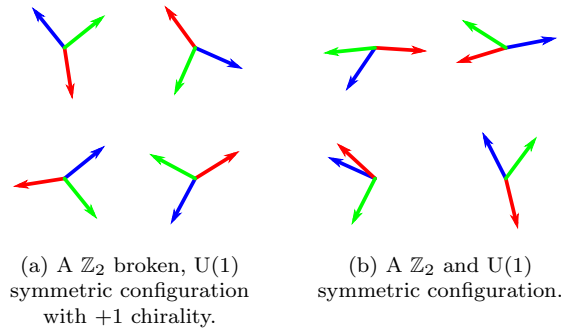 (a) A ℤ₂ broken, U(1)
symmetric configuration
with +1 chirality.
(b) A ℤ₂ and U(1)
symmetric configuration.